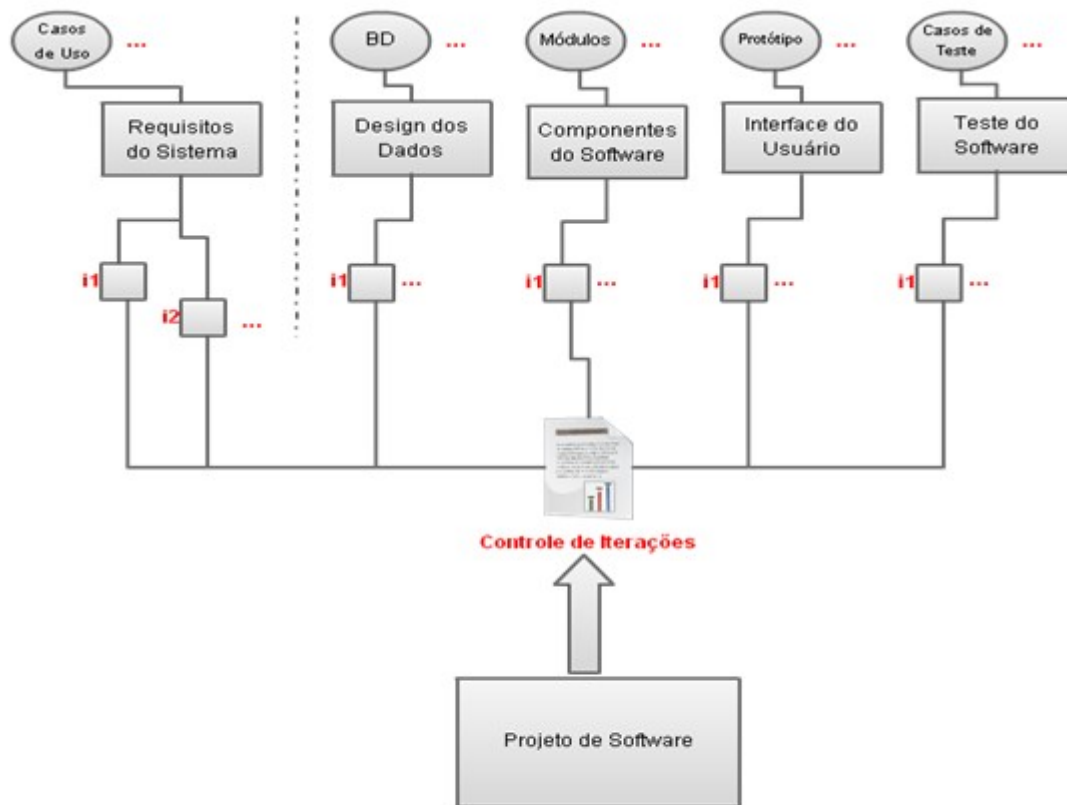 Casos
de Uso
...
BD
...
Módulos
...
Protótipo
...
Casos de
Teste
...
Requisitos
do Sistema
Design dos
Dados
Componentes
do Software
Interface do
Usuário
Teste do
Software
i1
i2
...
i1
...
i1
...
i1
...
i1
...
Controle de Iterações
Projeto de Software